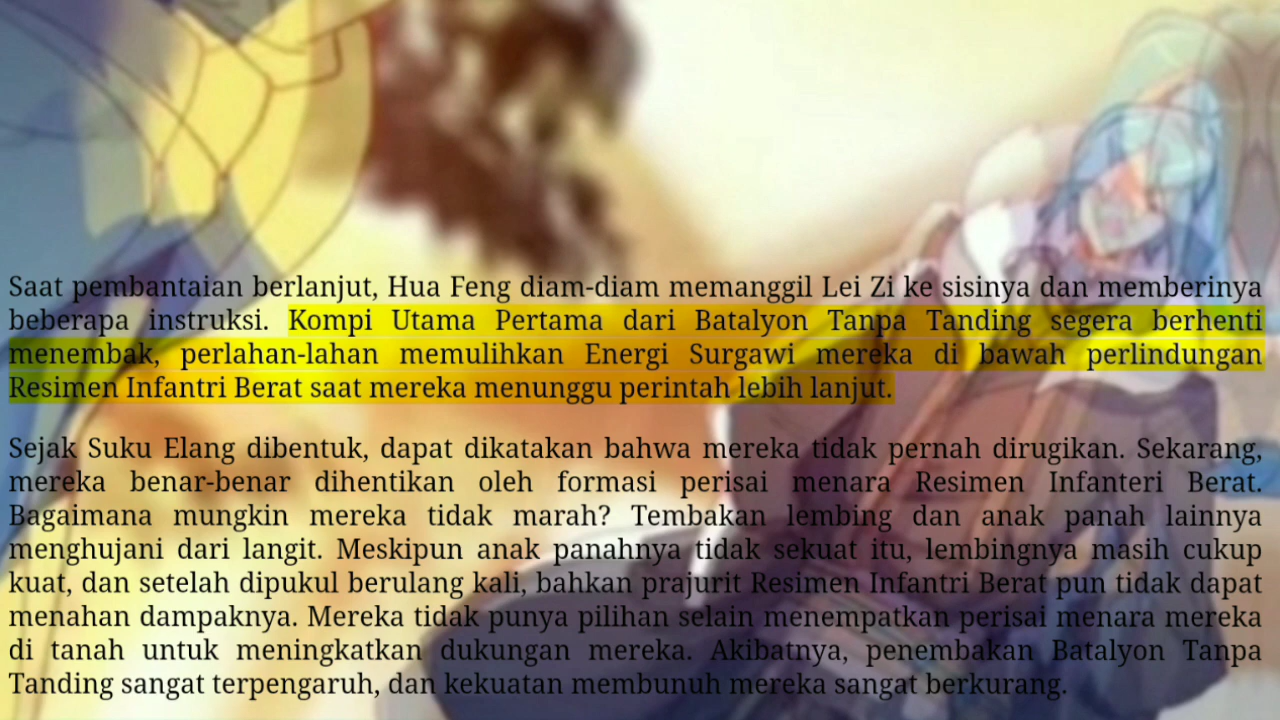 Saat pembantaian berlanjut, Hua Feng diam-diam memanggil Lei Zi ke sisinya dan memberinya
beberapa instruksi. Kompi Utama Pertama dari Batalyon Tanpa Tanding segera berhenti
menembak, perlahan-lahan memulihkan Energi Surgawi mereka di bawah perlindungan
Resimen Infantri Berat saat mereka menunggu perintah lebih lanjut.
Sejak Suku Elang dibentuk, dapat dikatakan bahwa mereka tidak pernah dirugikan. Sekarang,
mereka benar-benar dihentikan oleh formasi perisai menara Resimen Infanteri Berat.
Bagaimana mungkin mereka tidak marah? Tembakan lembing dan anak panah lainnya
menghujani dari langit. Meskipun anak panahnya tidak sekuat itu, lembingnya masih cukup
kuat, dan setelah dipukul berulang kali, bahkan prajurit Resimen Infantri Berat pun tidak dapat
menahan dampaknya. Mereka tidak punya pilihan selain menempatkan perisai menara mereka
di tanah untuk meningkatkan dukungan mereka. Akibatnya, penembakan Batalyon Tanpa
Tanding sangat terpengaruh, dan kekuatan membunuh mereka sangat berkurang.